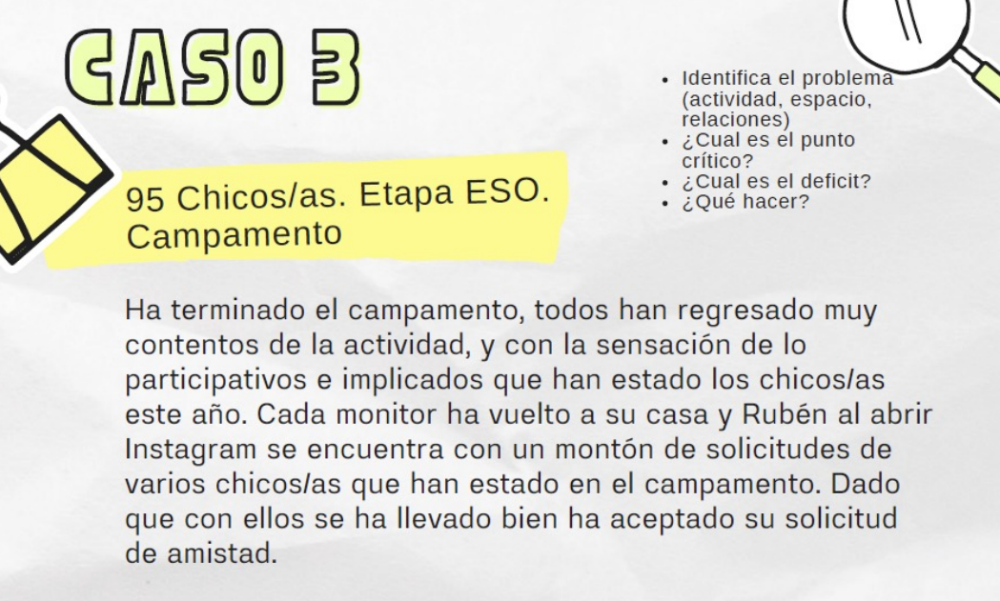 CASO 3
• Identifica el problema
(actividad, espacio,
relaciones)
• ¿Cual es el punto
crítico?
• ¿Cual es el deficit?
• ¿Qué hacer?
95 Chicos/as. Etapa ESO.
Campamento
Ha terminado el campamento, todos han regresado muy
contentos de la actividad, y con la sensación de lo
participativos e implicados que han estado los chicos/as
este año. Cada monitor ha vuelto a su casa y Rubén al abrir
Instagram se encuentra con un montón de solicitudes de
varios chicos/as que han estado en el campamento. Dado
que con ellos se ha llevado bien ha aceptado su solicitud
de amistad.